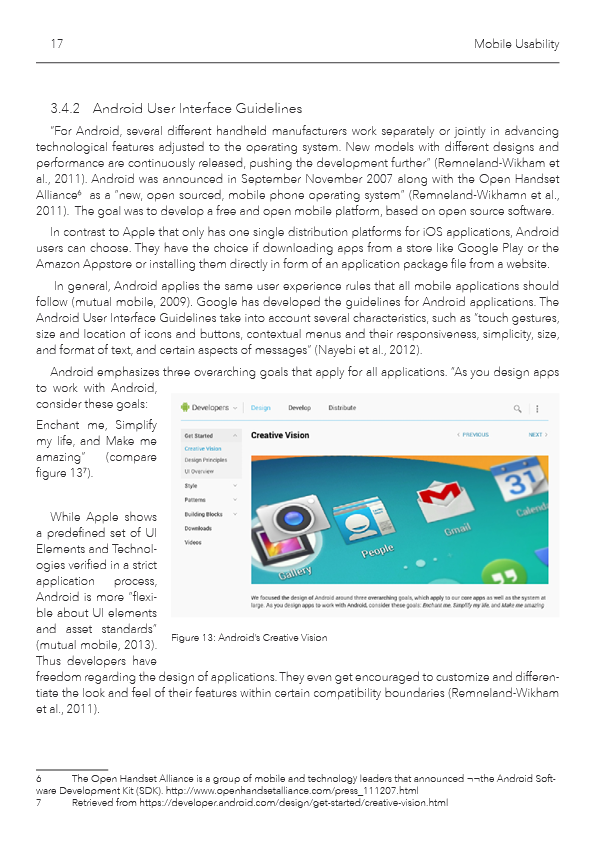 17
Mobile Usability
3.4.2 Android User Interface Guidelines
“For Android, several different handheld manufacturers work separately or jointly in advancing
technological features adjusted to the operating system. New models with different designs and
performance are continuously released, pushing the development further” (Remneland-Wikham et
al., 2011). Android was announced in September November 2007 along with the Open Handset
Alliance6 as a “new, open sourced, mobile phone operating system” (Remneland-Wikhamn et al.,
2011). The goal was to develop a free and open mobile platform, based on open source software.
In contrast to Apple that only has one single distribution platforms for iOS applications, Android
users can choose. They have the choice if downloading apps from a store like Google Play or the
Amazon Appstore or installing them directly in form of an application package file from a website.
In general, Android applies the same user experience rules that all mobile applications should
follow (mutual mobile, 2009). Google has developed the guidelines for Android applications. The
Android User Interface Guidelines take into account several characteristics, such as “touch gestures,
size and location of icons and buttons, contextual menus and their responsiveness, simplicity, size,
and format of text, and certain aspects of messages” (Nayebi et al., 2012).
Android emphasizes three overarching goals that apply for all applications. “As you design apps
to work with Android,
consider these goals:
Enchant me, Simplify
my life, and Make me
amazing” (compare
figure 13⁷).
While Apple shows
a predefined set of UI
Elements and Technol-
ogies verified in a strict
application process,
Android is more “flexi-
ble about UI elements
and asset standards”
(mutual mobile, 2013).
Thus developers have
freedom regarding the design of applications. They even get encouraged to customize and differen-
tiate the look and feel of their features within certain compatibility boundaries (Remneland-Wikham
et al., 2011).
Developers Design Develop Distribute
Get Started
Creative Vision
Design Principles
UI Overview
Style
Patterns
Building Blocks
Downloads
Videos
Creative Vision
PREVIOUS
NEXT
Gallery
People
Gmail
31
Calend
We focused the design of Android around three overarching goals, which apply to our core apps as well as the system at
large. As you design apps to work with Android, consider these goals: Enchant me, Simplify my life, and Make me amazing
Figure 13: Android's Creative Vision
6 The Open Handset Alliance is a group of mobile and technology leaders that announced ¬¬the Android Soft-
ware Development Kit (SDK). http://www.openhandsetalliance.com/press_111207.html
7 Retrieved from https://developer.android.com/design/get-started/creative-vision.html